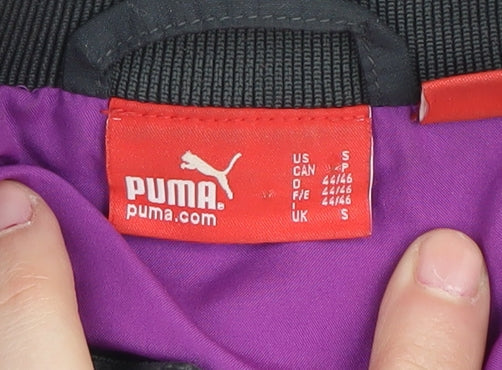 PUMA®
puma.com
US S
CAN P
D 44/46
F/E 44/46
I 44/46
UK S